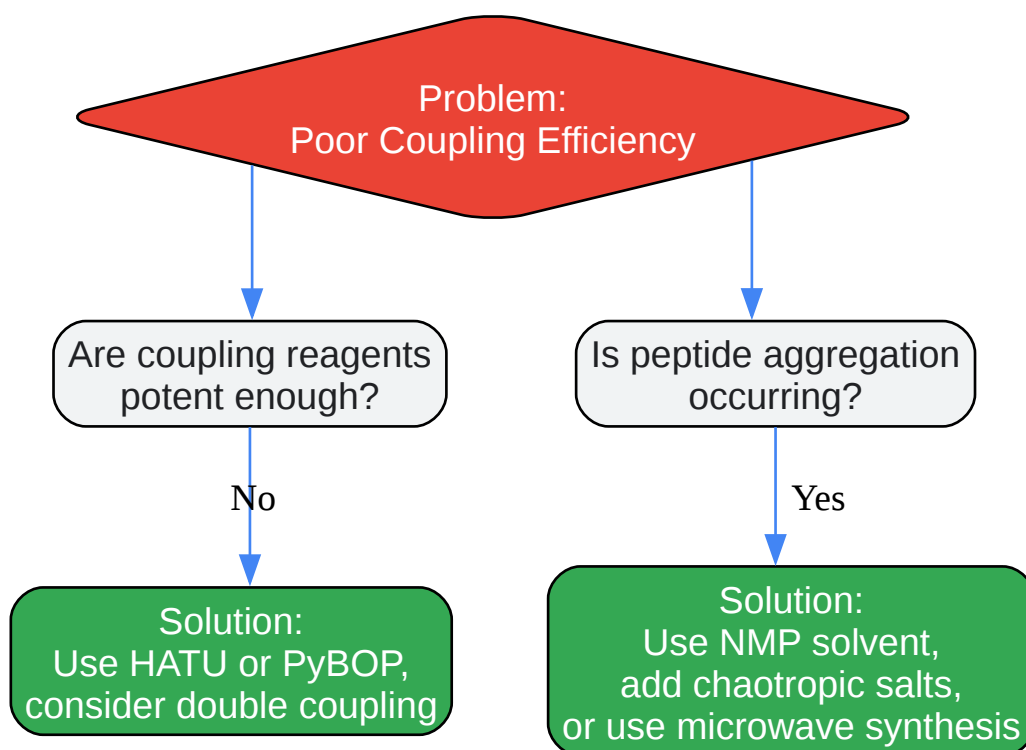 Problem:
Poor Coupling Efficiency
Are coupling reagents
potent enough?
Is peptide aggregation
occurring?
No
Yes
Solution:
Use HATU or PyBOP,
consider double coupling
Solution:
Use NMP solvent,
add chaotropic salts,
or use microwave synthesis